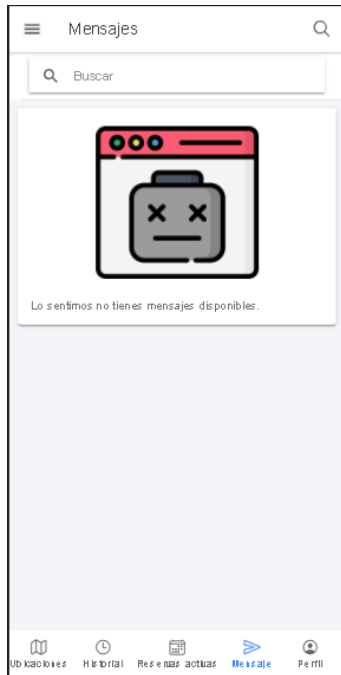 Mensajes
Buscar
Lo sentimos no tienes mensajes disponibles.
Ubicaciones Historial Reservas activas Mensaje Perfil